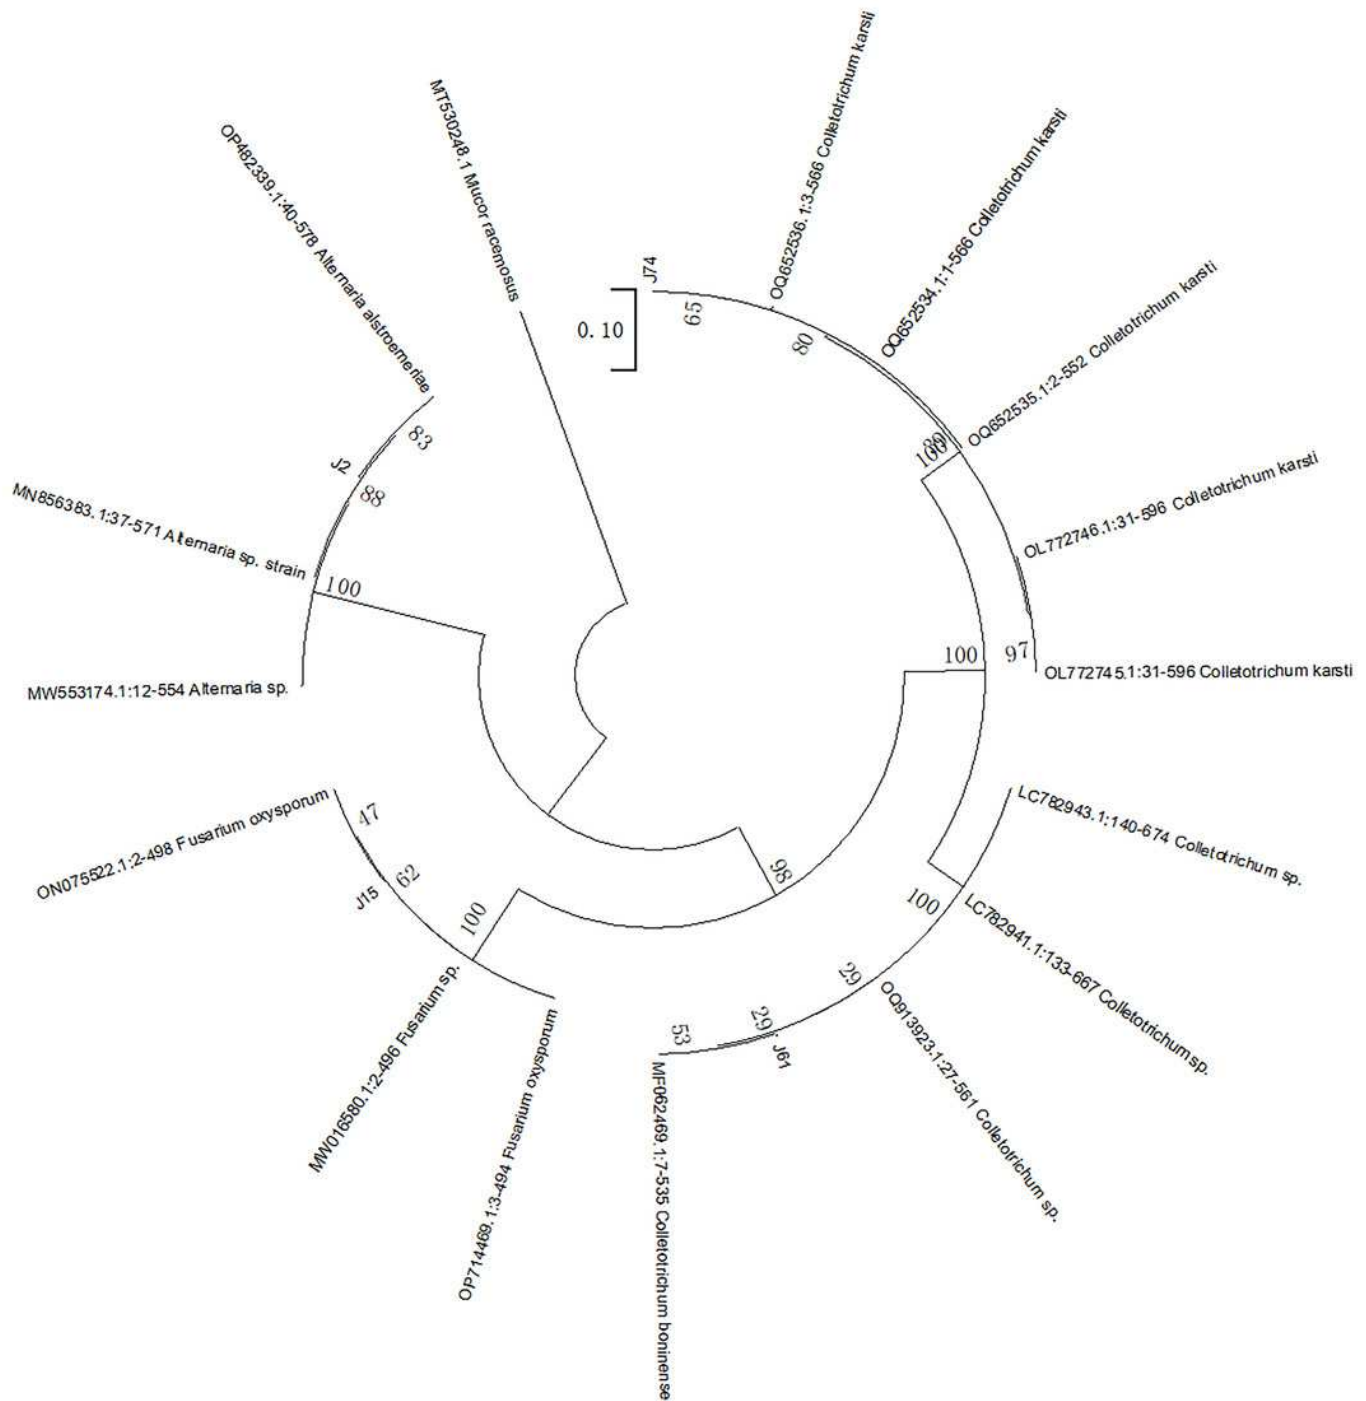 MT530248.1 Mucor racemosus
J74
65
OQ652536.1:3-566 Colletotrichum karsti
80
OQ652534.1:1-566 Colletotrichum karsti
OQ652535.1:2-552 Colletotrichum karsti
100
OL772746.1:31-596 Colletotrichum karsti
97
OL772745.1:31-596 Colletotrichum karsti
100
LC782943.1:140-674 Colletotrichum sp.
LC782941.1:133-667 Colletotrichum sp.
100
OQ913923.1:27-561 Colletotrichum sp.
29
J61
29
53
MF062469.1:7-535 Colletotrichum boninense
98
OP714469.1:3-494 Fusarium oxysporum
MW016580.1:2-496 Fusarium sp.
100
J15
62
47
ON075522.1:2-498 Fusarium oxysporum
MW553174.1:12-554 Alternaria sp.
100
MN856383.1:37-571 Alternaria sp. strain
88
J2
83
OP482339.1:40-578 Alternaria alstroemeriae
0.10